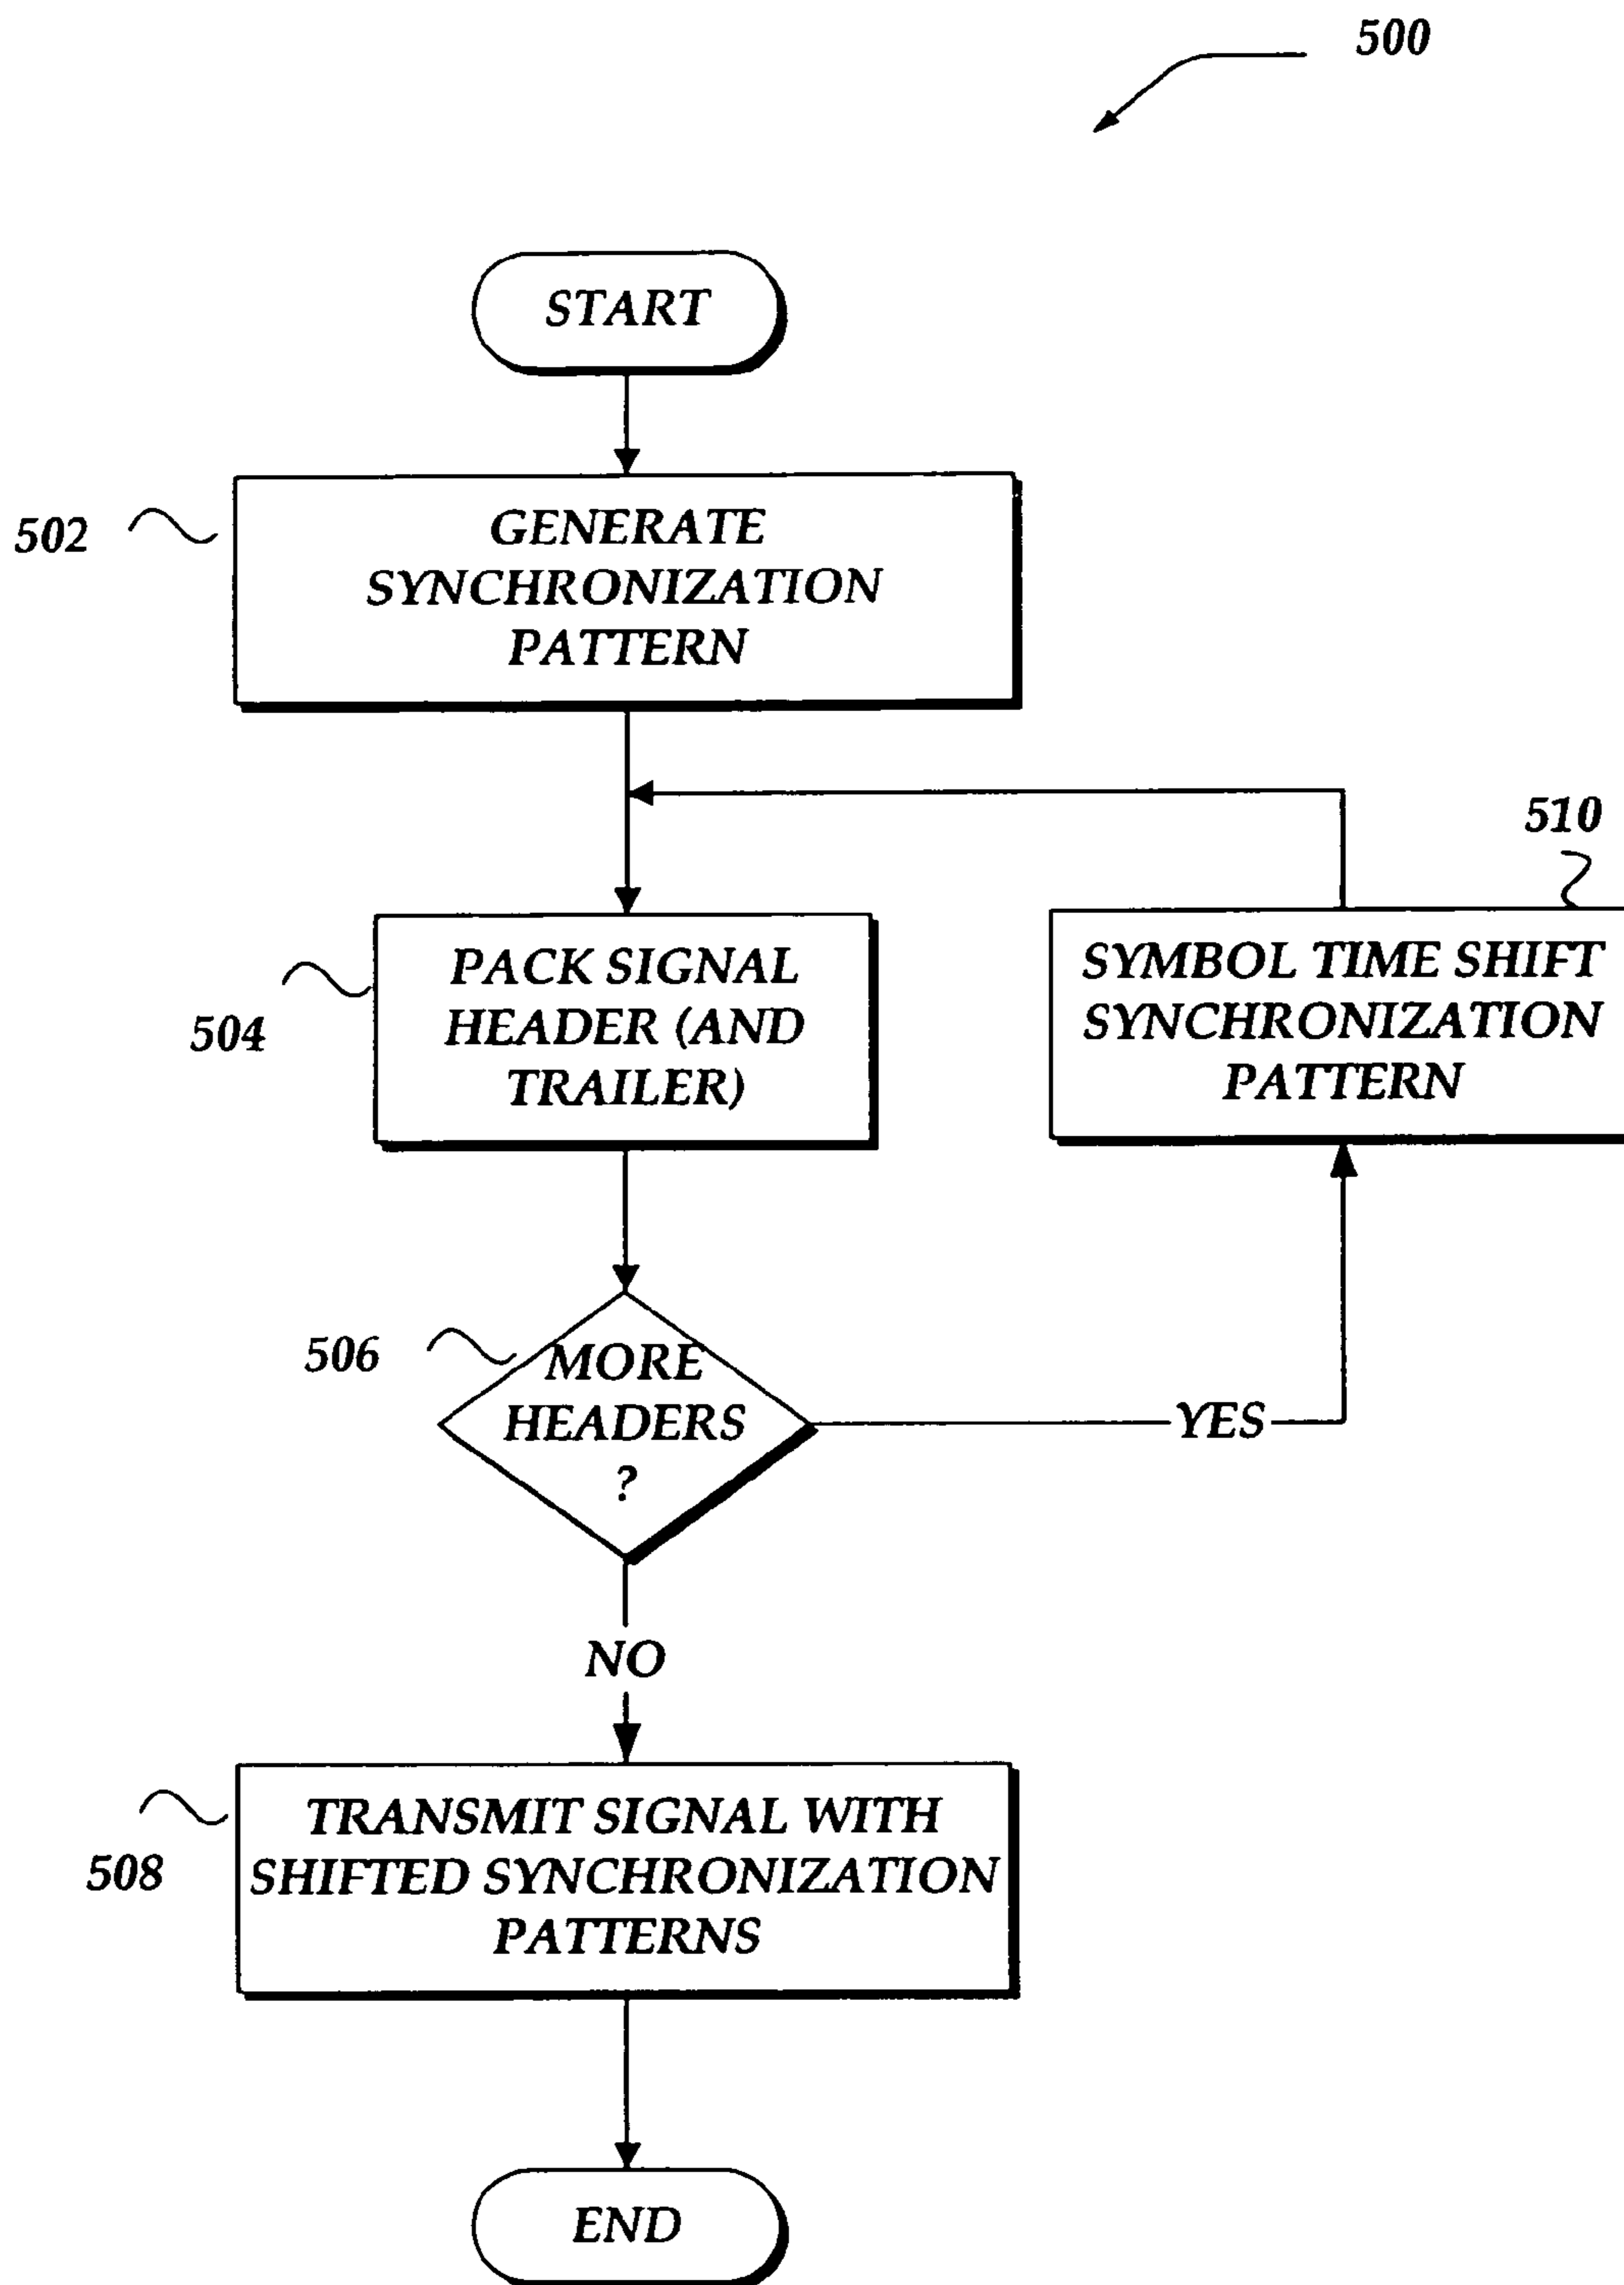 500
START
502
GENERATE
SYNCHRONIZATION
PATTERN
510
504
PACK SIGNAL
HEADER (AND
TRAILER)
SYMBOL TIME SHIFT
SYNCHRONIZATION
PATTERN
506
MORE
HEADERS
?
YES
NO
508
TRANSMIT SIGNAL WITH
SHIFTED SYNCHRONIZATION
PATTERNS
END